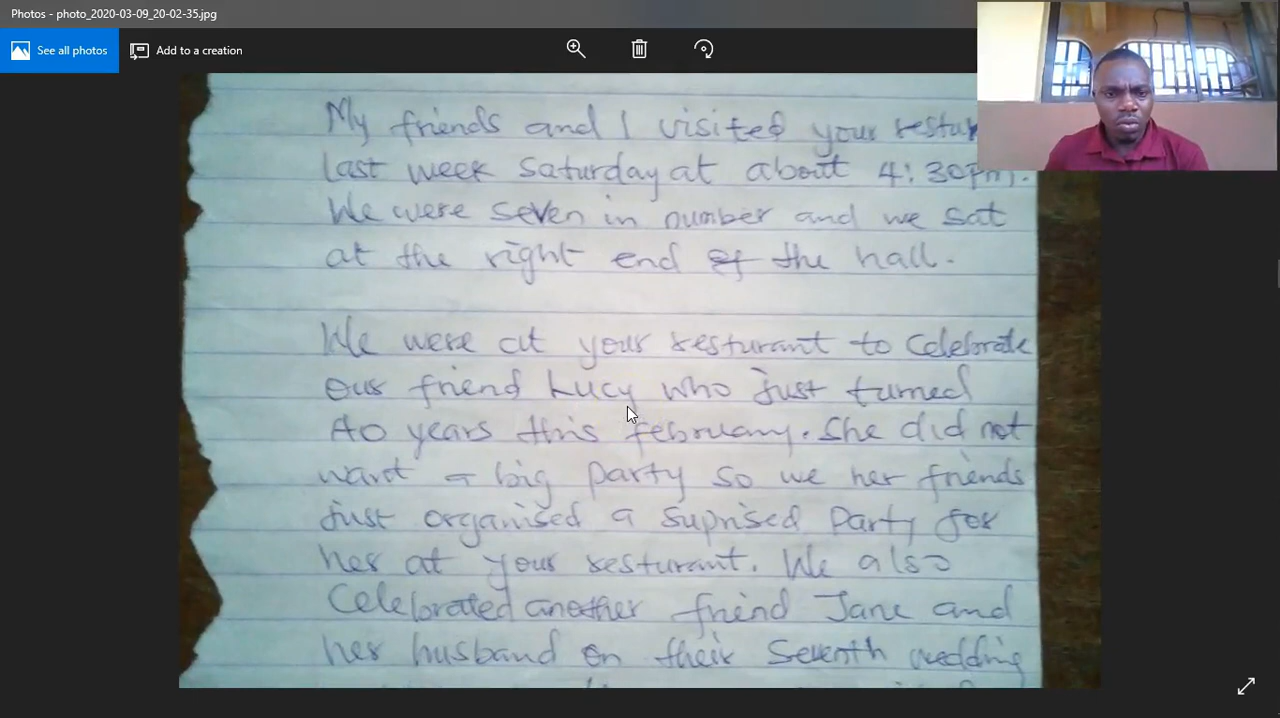 Photos - photo_2020-03-09_20-02-35.jpg
See all photos
Add to a creation
My friends and I visited your
last week Saturday at about 4:30pm.
We were seven in number and we sat
at the right end of the hall.
We were at your resturant to celebrate
our friend Lucy who just turned
40 years this february. She did not
want a big party so we her friends
just organised a suprised party for
her at your resturant. We also
celebrated another friend Jane and
her husband on their seventh wedding